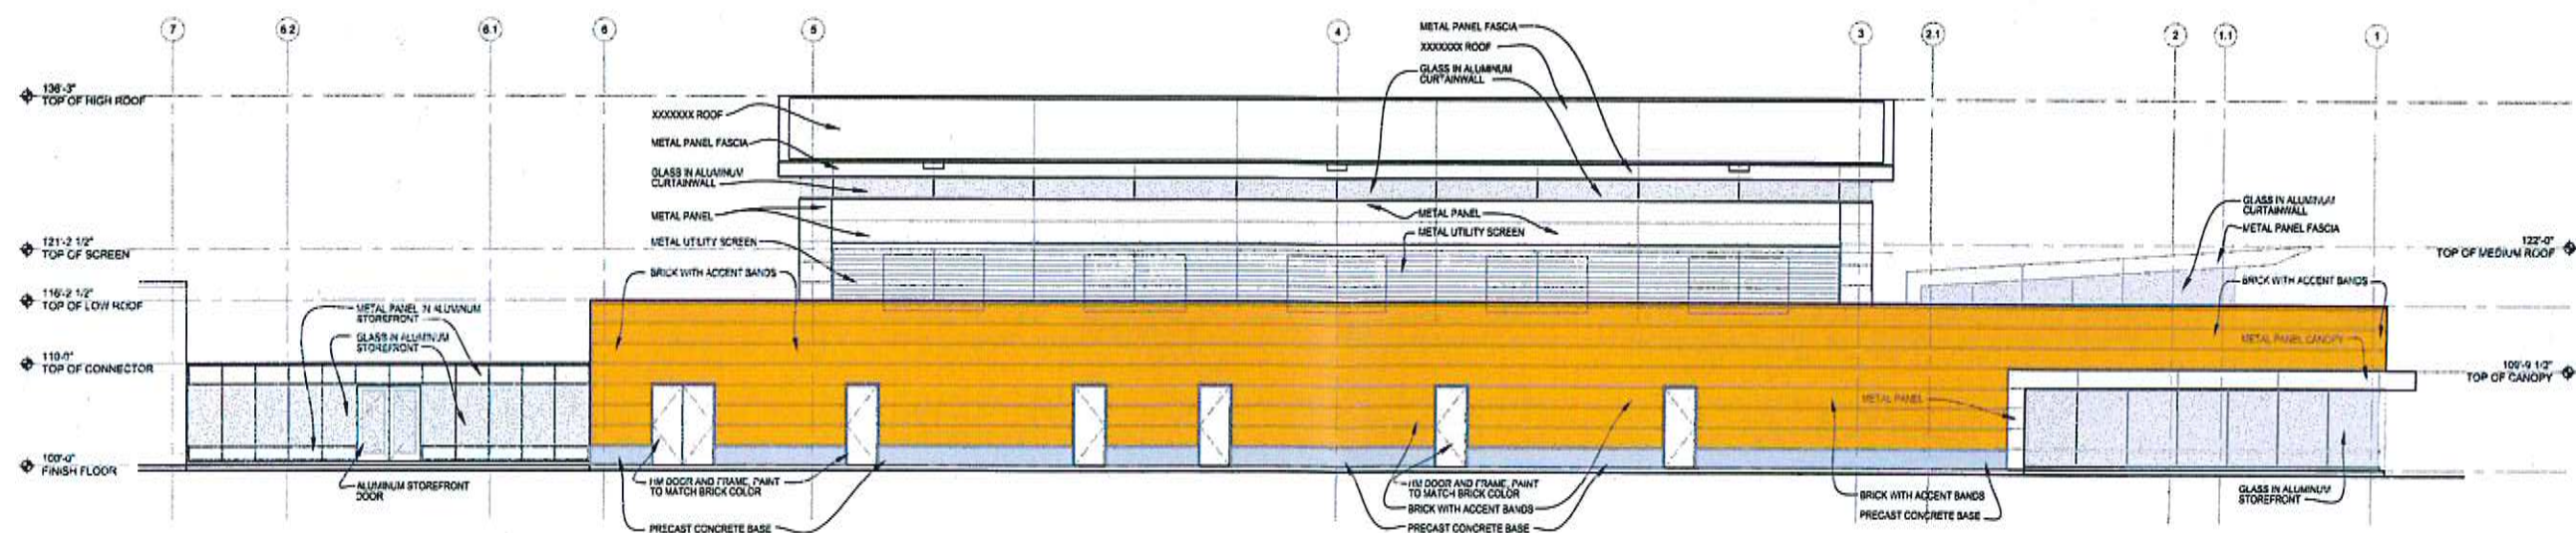 7
6.2
6.1
6
5
4
3
2.1
2
1.1
1
METAL PANEL FASCIA
XXXXXXX ROOF
GLASS IN ALUMINUM
CURTAINWALL
136'-3"
TOP OF HIGH ROOF
XXXXXXX ROOF
METAL PANEL FASCIA
GLASS IN ALUMINUM
CURTAINWALL
METAL PANEL
METAL UTILITY SCREEN
METAL PANEL
METAL UTILITY SCREEN
GLASS IN ALUMINUM
CURTAINWALL
METAL PANEL FASCIA
BRICK WITH ACCENT BANDS
121'-2 1/2"
TOP OF SCREEN
122'-0"
TOP OF MEDIUM ROOF
BRICK WITH ACCENT BANDS
116'-2 1/2"
TOP OF LOW ROOF
METAL PANEL IN ALUMINUM
STOREFRONT
GLASS IN ALUMINUM
STOREFRONT
METAL PANEL CANOPY
110'-0"
TOP OF CONNECTOR
109'-9 1/2"
TOP OF CANOPY
METAL PANEL
100'-0"
FINISH FLOOR
ALUMINUM STOREFRONT
DOOR
HM DOOR AND FRAME, PAINT
TO MATCH BRICK COLOR
PRECAST CONCRETE BASE
HM DOOR AND FRAME, PAINT
TO MATCH BRICK COLOR
BRICK WITH ACCENT BANDS
PRECAST CONCRETE BASE
BRICK WITH ACCENT BANDS
PRECAST CONCRETE BASE
GLASS IN ALUMINUM
STOREFRONT